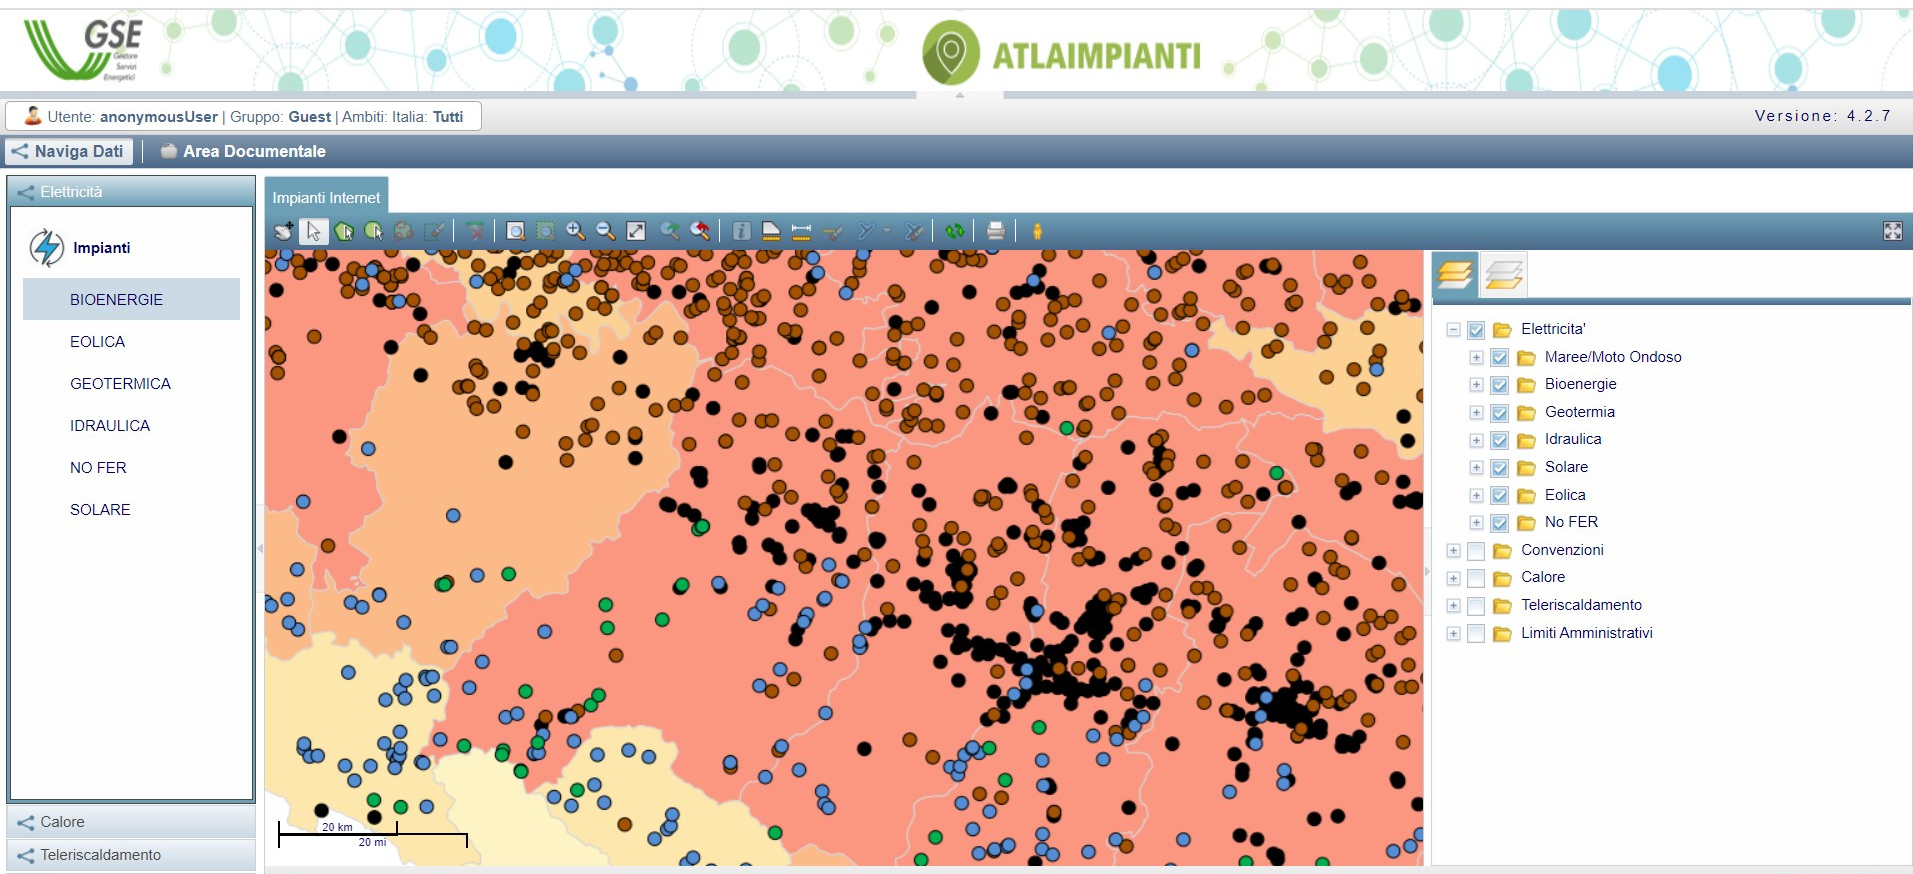 GSE
Gestore
Servizi
Energetici
ATLAIMPIANTI
Utente: anonymousUser | Gruppo: Guest | Ambiti: Italia: Tutti
Versione: 4.2.7
Naviga Dati
Area Documentale
Elettricità
Impianti
BIOENERGIE
EOLICA
GEOTERMICA
IDRAULICA
NO FER
SOLARE
Calore
Teleriscaldamento
Impianti Internet
20 km
20 mi
Elettricita'
Maree/Moto Ondoso
Bioenergie
Geotermia
Idraulica
Solare
Eolica
No FER
Convenzioni
Calore
Teleriscaldamento
Limiti Amministrativi